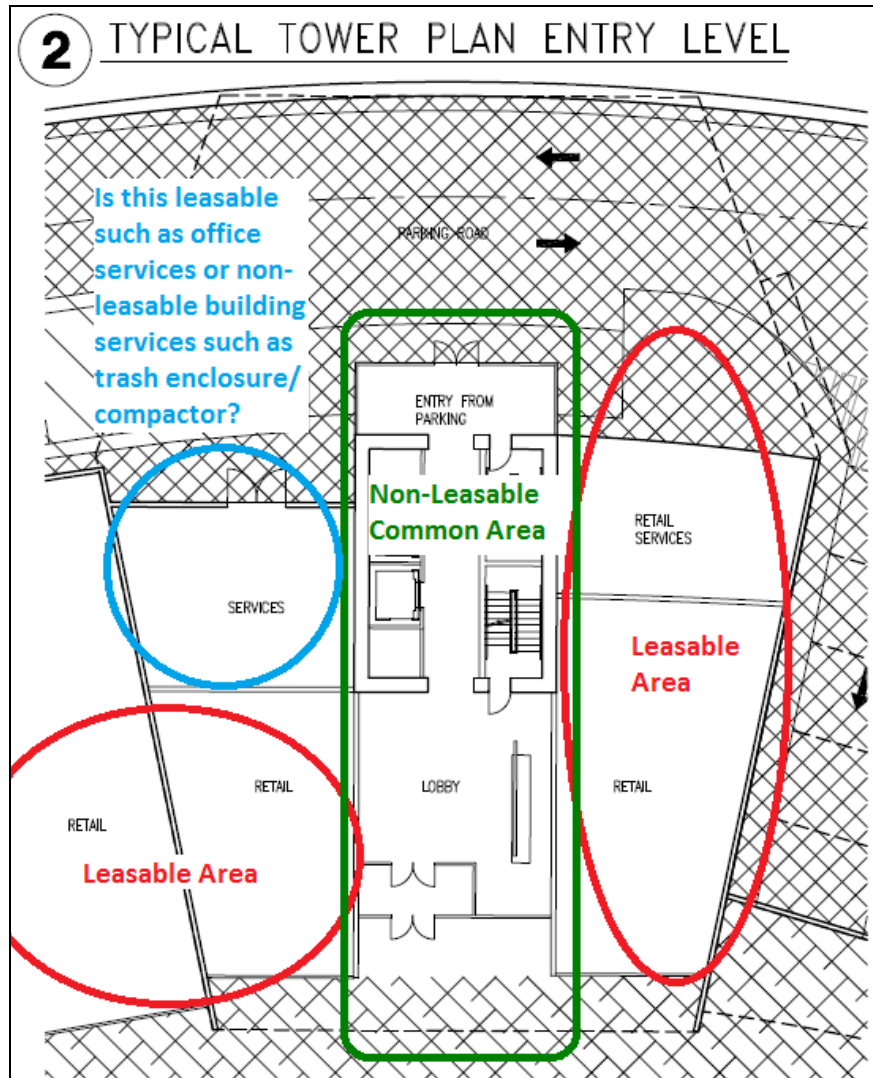 2 TYPICAL TOWER PLAN ENTRY LEVEL
Is this leasable
such as office
services or non-
leasable building
services such as
trash enclosure/
compactor?
PARKING ROAD
ENTRY FROM
PARKING
Non-Leasable
Common Area
RETAIL
SERVICES
SERVICES
Leasable
Area
RETAIL
LOBBY
RETAIL
RETAIL
Leasable Area